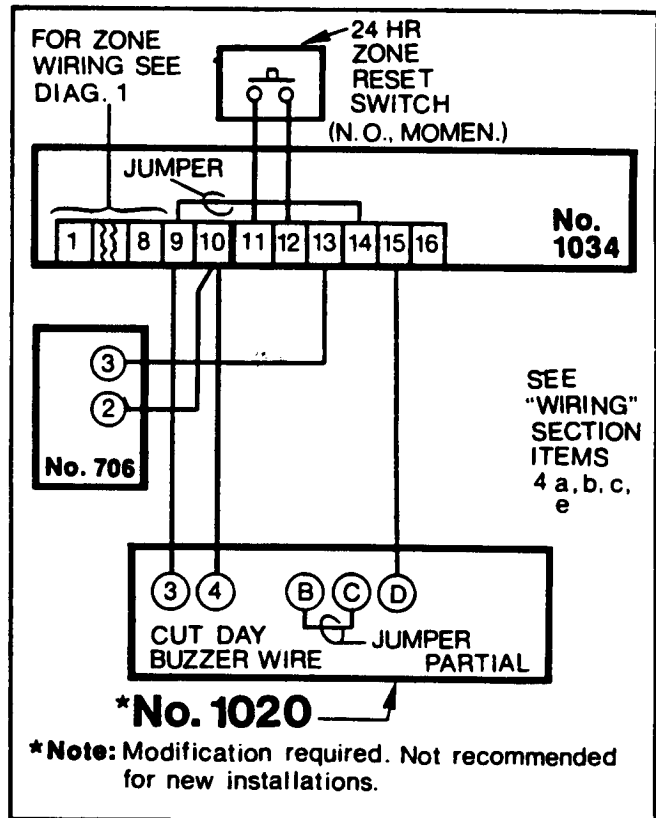 FOR ZONE
WIRING SEE
DIAG. 1
24 HR
ZONE
RESET
SWITCH
(N.O., MOMEN.)
JUMPER
1 8 9 10 11 12 13 14 15 16
No.
1034
3
2
No. 706
SEE
"WIRING"
SECTION
ITEMS
4 a, b, c,
e
3 4 B C D
CUT DAY
BUZZER WIRE
JUMPER
PARTIAL
*No. 1020
*Note: Modification required. Not recommended
for new installations.